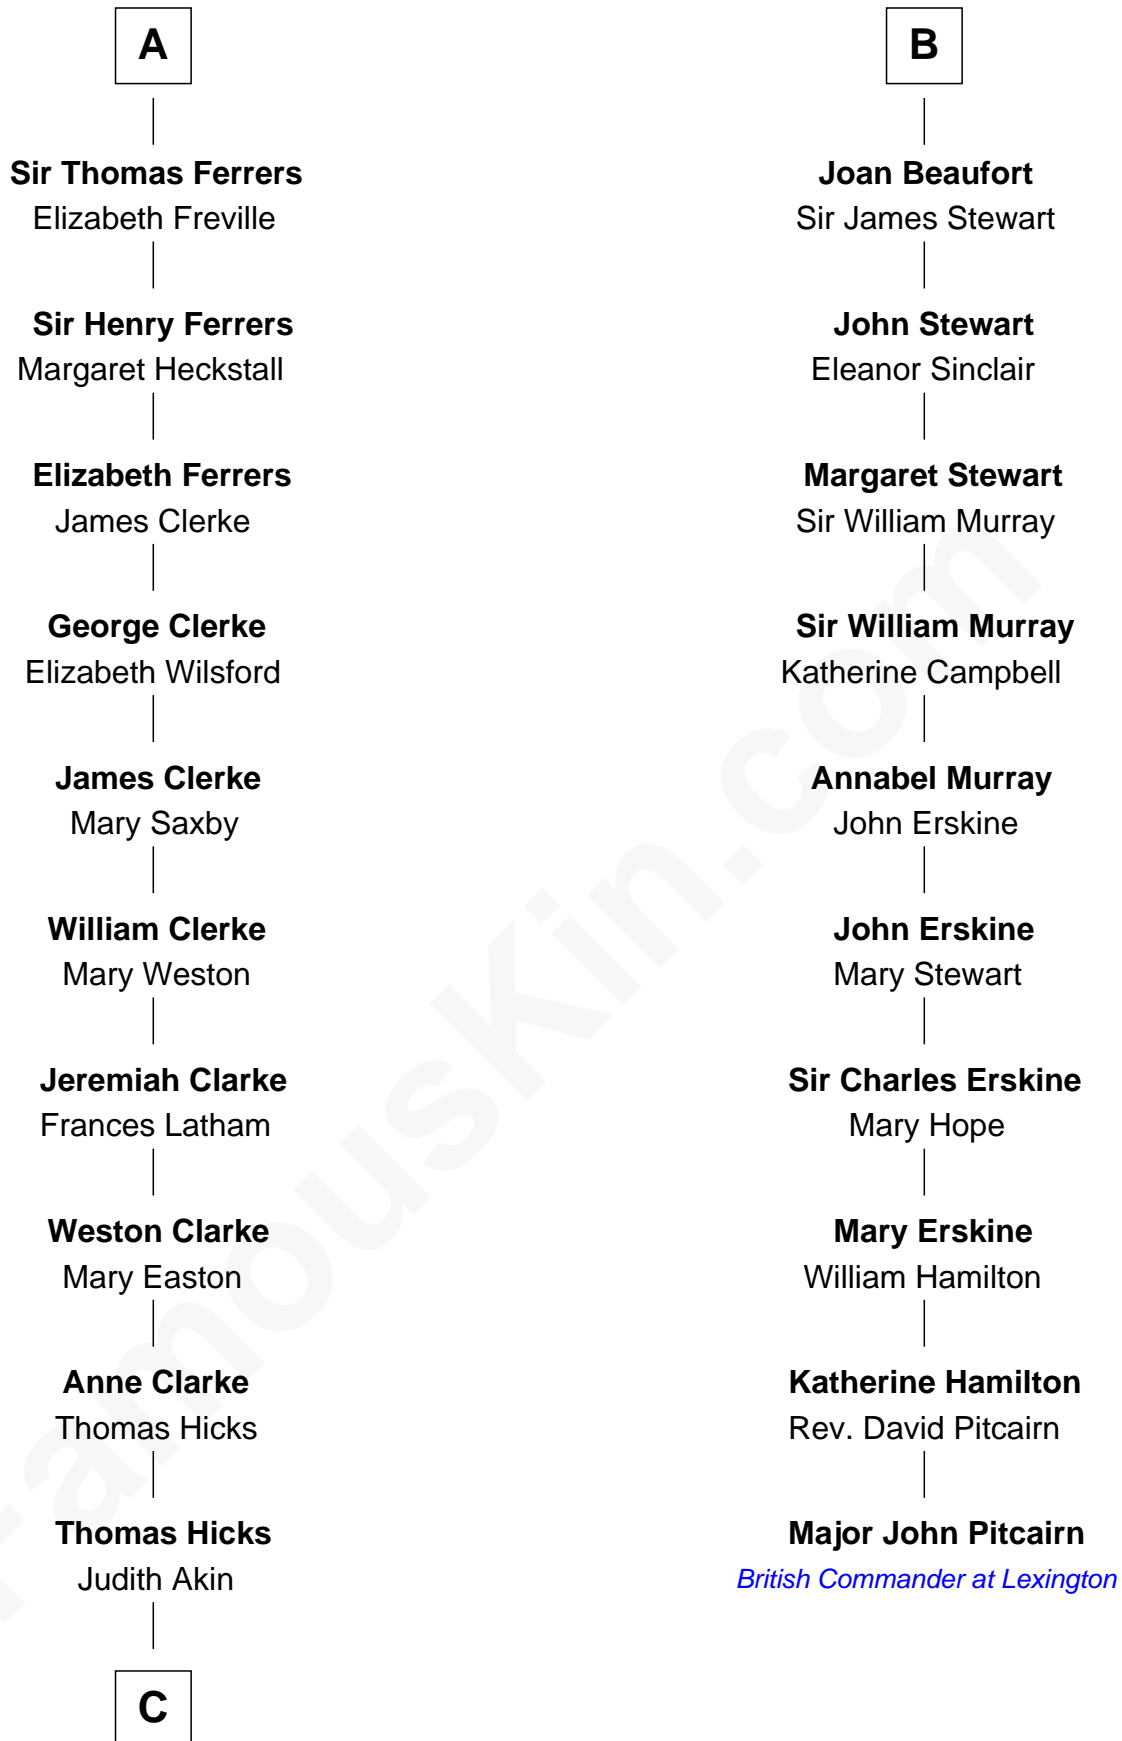 A
Sir Thomas Ferrers
Elizabeth Freville
Sir Henry Ferrers
Margaret Heckstall
Elizabeth Ferrers
James Clerke
George Clerke
Elizabeth Wilsford
James Clerke
Mary Saxby
William Clerke
Mary Weston
Jeremiah Clarke
Frances Latham
Weston Clarke
Mary Easton
Anne Clarke
Thomas Hicks
Thomas Hicks
Judith Akin
C
B
Joan Beaufort
Sir James Stewart
John Stewart
Eleanor Sinclair
Margaret Stewart
Sir William Murray
Sir William Murray
Katherine Campbell
Annabel Murray
John Erskine
John Erskine
Mary Stewart
Sir Charles Erskine
Mary Hope
Mary Erskine
William Hamilton
Katherine Hamilton
Rev. David Pitcairn
Major John Pitcairn
British Commander at Lexington
FamousKin.com